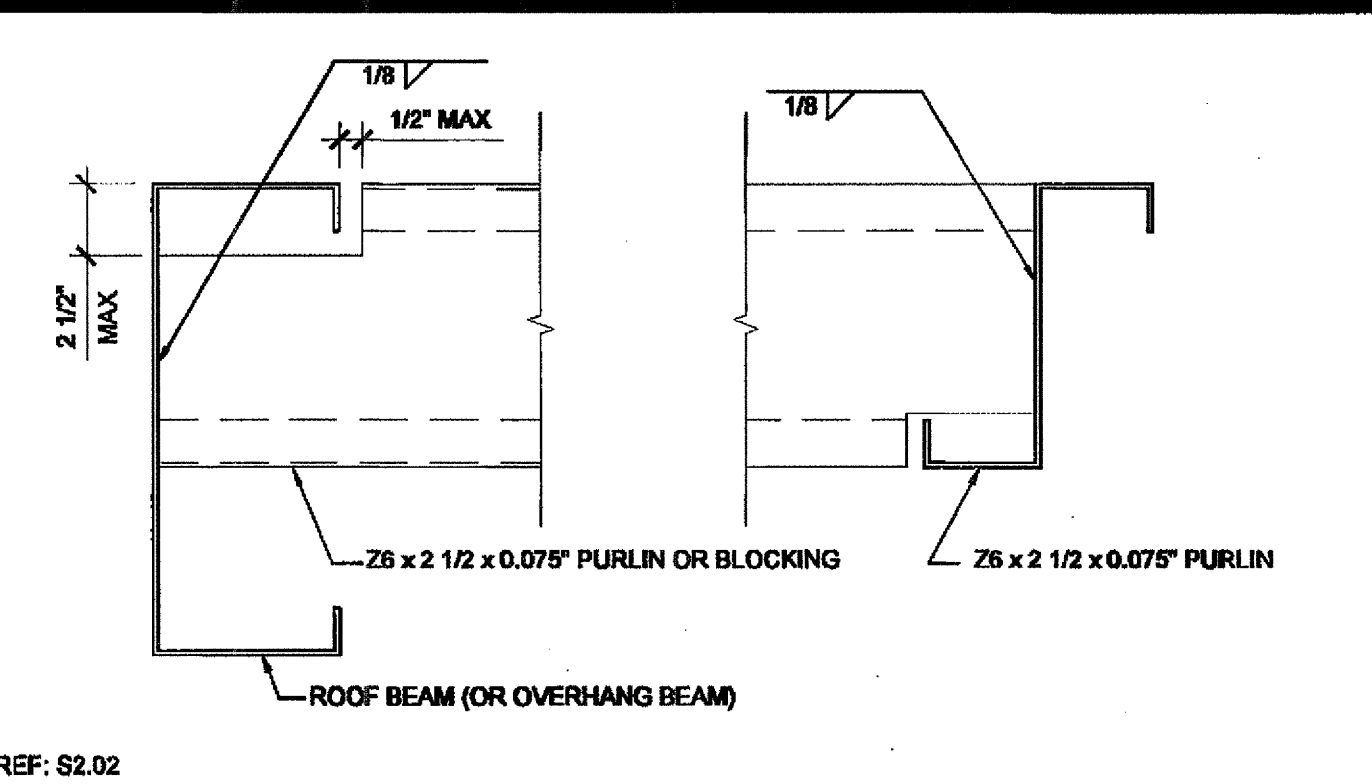 1/8
1/2" MAX
1/8
2 1/2"
MAX
Z6 x 2 1/2 x 0.075" PURLIN OR BLOCKING
Z6 x 2 1/2 x 0.075" PURLIN
ROOF BEAM (OR OVERHANG BEAM)
REF: S2.02